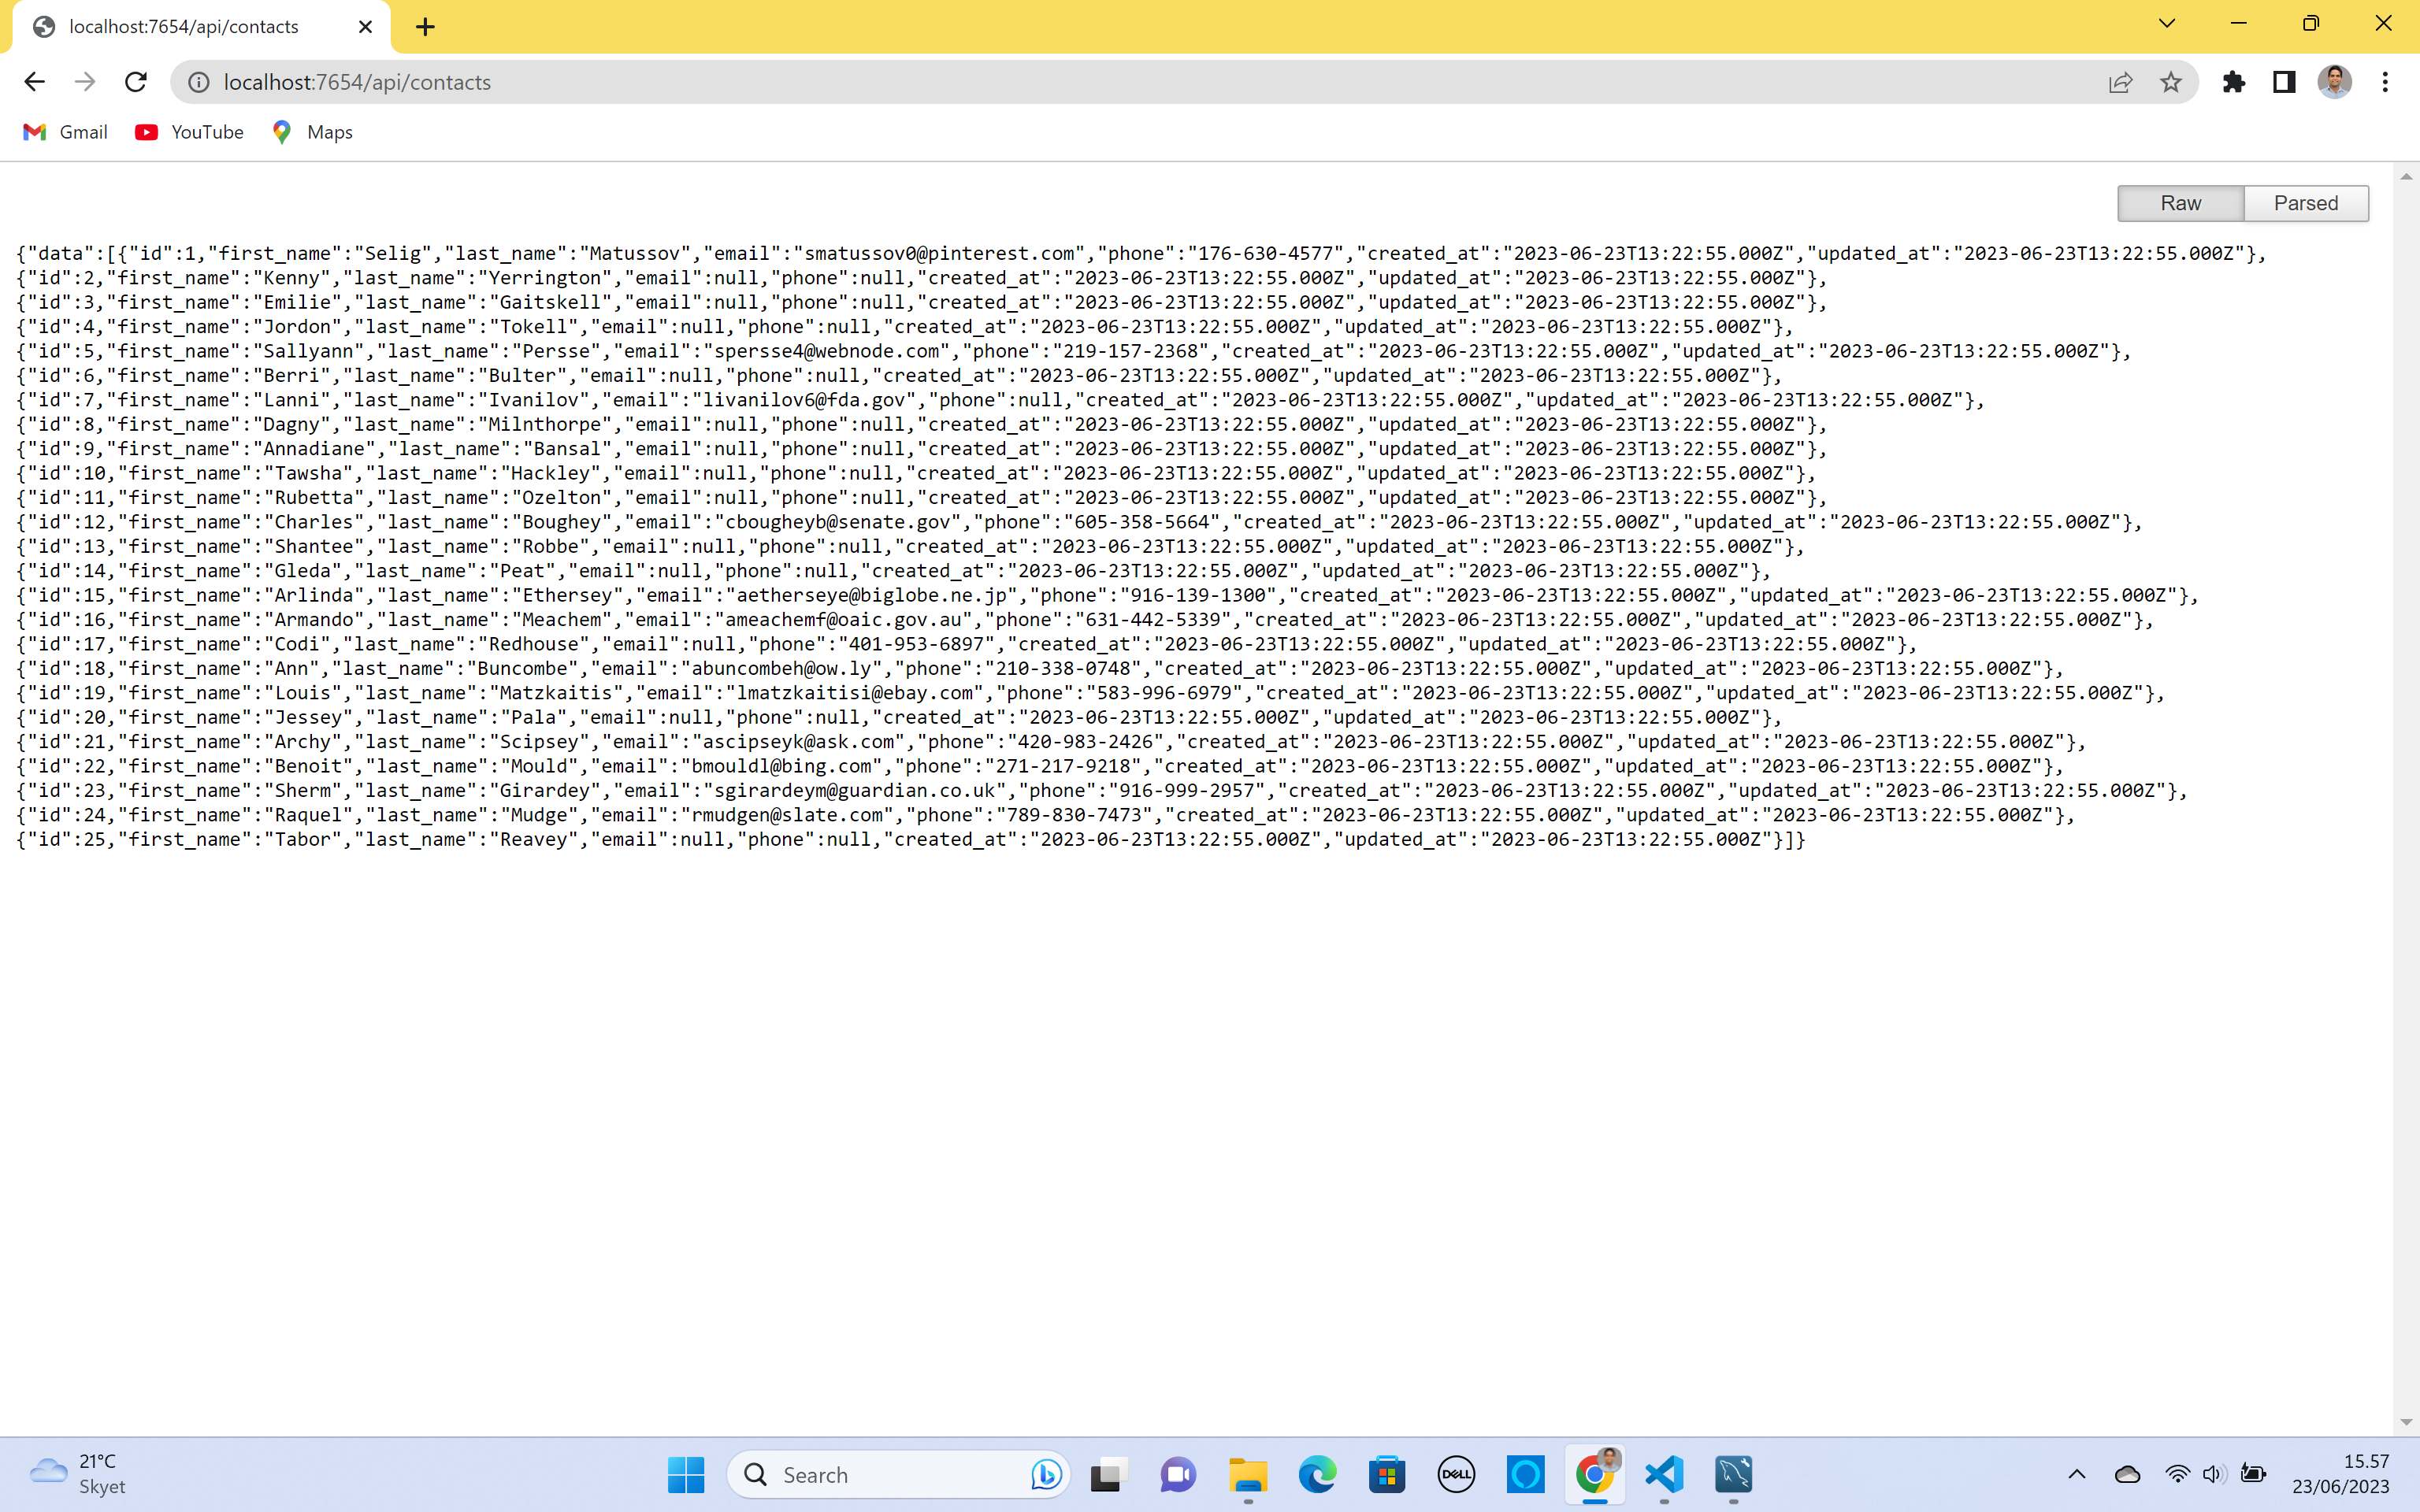 localhost:7654/api/contacts
localhost:7654/api/contacts
Gmail YouTube Maps
Raw Parsed
{"data":[{"id":1,"first_name":"Selig","last_name":"Matussov","email":"smatussov0@pinterest.com","phone":"176-630-4577","created_at":"2023-06-23T13:22:55.000Z","updated_at":"2023-06-23T13:22:55.000Z"},
{"id":2,"first_name":"Kenny","last_name":"Yerrington","email":null,"phone":null,"created_at":"2023-06-23T13:22:55.000Z","updated_at":"2023-06-23T13:22:55.000Z"},
{"id":3,"first_name":"Emilie","last_name":"Gaitskell","email":null,"phone":null,"created_at":"2023-06-23T13:22:55.000Z","updated_at":"2023-06-23T13:22:55.000Z"},
{"id":4,"first_name":"Jordon","last_name":"Tokell","email":null,"phone":null,"created_at":"2023-06-23T13:22:55.000Z","updated_at":"2023-06-23T13:22:55.000Z"},
{"id":5,"first_name":"Sallyann","last_name":"Persse","email":"spersse4@webnode.com","phone":"219-157-2368","created_at":"2023-06-23T13:22:55.000Z","updated_at":"2023-06-23T13:22:55.000Z"},
{"id":6,"first_name":"Berri","last_name":"Bulter","email":null,"phone":null,"created_at":"2023-06-23T13:22:55.000Z","updated_at":"2023-06-23T13:22:55.000Z"},
{"id":7,"first_name":"Lanni","last_name":"Ivanilov","email":"livanilov6@fda.gov","phone":null,"created_at":"2023-06-23T13:22:55.000Z","updated_at":"2023-06-23T13:22:55.000Z"},
{"id":8,"first_name":"Dagny","last_name":"Milnthorpe","email":null,"phone":null,"created_at":"2023-06-23T13:22:55.000Z","updated_at":"2023-06-23T13:22:55.000Z"},
{"id":9,"first_name":"Annadiane","last_name":"Bansal","email":null,"phone":null,"created_at":"2023-06-23T13:22:55.000Z","updated_at":"2023-06-23T13:22:55.000Z"},
{"id":10,"first_name":"Tawsha","last_name":"Hackley","email":null,"phone":null,"created_at":"2023-06-23T13:22:55.000Z","updated_at":"2023-06-23T13:22:55.000Z"},
{"id":11,"first_name":"Rubetta","last_name":"Ozelton","email":null,"phone":null,"created_at":"2023-06-23T13:22:55.000Z","updated_at":"2023-06-23T13:22:55.000Z"},
{"id":12,"first_name":"Charles","last_name":"Boughey","email":"cbougheyb@senate.gov","phone":"605-358-5664","created_at":"2023-06-23T13:22:55.000Z","updated_at":"2023-06-23T13:22:55.000Z"},
{"id":13,"first_name":"Shantee","last_name":"Robbe","email":null,"phone":null,"created_at":"2023-06-23T13:22:55.000Z","updated_at":"2023-06-23T13:22:55.000Z"},
{"id":14,"first_name":"Gleda","last_name":"Peat","email":null,"phone":null,"created_at":"2023-06-23T13:22:55.000Z","updated_at":"2023-06-23T13:22:55.000Z"},
{"id":15,"first_name":"Arlinda","last_name":"Ethersey","email":"aetherseye@biglobe.ne.jp","phone":"916-139-1300","created_at":"2023-06-23T13:22:55.000Z","updated_at":"2023-06-23T13:22:55.000Z"},
{"id":16,"first_name":"Armando","last_name":"Meachem","email":"ameachemf@oaic.gov.au","phone":"631-442-5339","created_at":"2023-06-23T13:22:55.000Z","updated_at":"2023-06-23T13:22:55.000Z"},
{"id":17,"first_name":"Codi","last_name":"Redhouse","email":null,"phone":"401-953-6897","created_at":"2023-06-23T13:22:55.000Z","updated_at":"2023-06-23T13:22:55.000Z"},
{"id":18,"first_name":"Ann","last_name":"Buncombe","email":"abuncombeh@ow.ly","phone":"210-338-0748","created_at":"2023-06-23T13:22:55.000Z","updated_at":"2023-06-23T13:22:55.000Z"},
{"id":19,"first_name":"Louis","last_name":"Matzkaitis","email":"lmatzkaitisi@ebay.com","phone":"583-996-6979","created_at":"2023-06-23T13:22:55.000Z","updated_at":"2023-06-23T13:22:55.000Z"},
{"id":20,"first_name":"Jessey","last_name":"Pala","email":null,"phone":null,"created_at":"2023-06-23T13:22:55.000Z","updated_at":"2023-06-23T13:22:55.000Z"},
{"id":21,"first_name":"Archy","last_name":"Scipsey","email":"ascipseyk@ask.com","phone":"420-983-2426","created_at":"2023-06-23T13:22:55.000Z","updated_at":"2023-06-23T13:22:55.000Z"},
{"id":22,"first_name":"Benoit","last_name":"Mould","email":"bmouldl@bing.com","phone":"271-217-9218","created_at":"2023-06-23T13:22:55.000Z","updated_at":"2023-06-23T13:22:55.000Z"},
{"id":23,"first_name":"Sherm","last_name":"Girardey","email":"sgirardeym@guardian.co.uk","phone":"916-999-2957","created_at":"2023-06-23T13:22:55.000Z","updated_at":"2023-06-23T13:22:55.000Z"},
{"id":24,"first_name":"Raquel","last_name":"Mudge","email":"rmudgen@slate.com","phone":"789-830-7473","created_at":"2023-06-23T13:22:55.000Z","updated_at":"2023-06-23T13:22:55.000Z"},
{"id":25,"first_name":"Tabor","last_name":"Reavey","email":null,"phone":null,"created_at":"2023-06-23T13:22:55.000Z","updated_at":"2023-06-23T13:22:55.000Z"}]}
21°C
Skyet
Search
DELL
15.57
23/06/2023